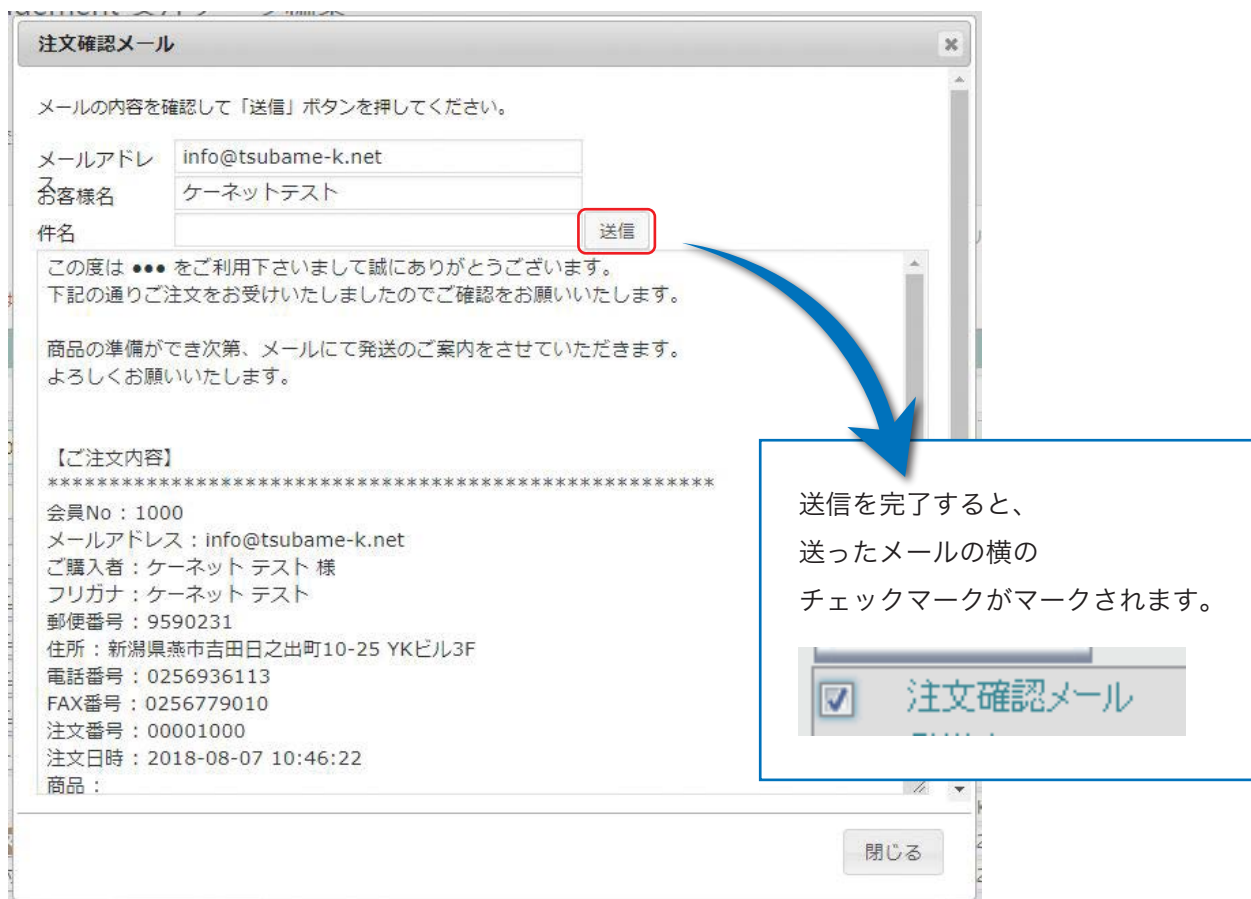 注文確認メール
メールの内容を確認して「送信」ボタンを押してください。
メールアドレス
info@tsubame-k.net
お客様名
ケーネットテスト
件名
送信
この度は ●●● をご利用下さいまして誠にありがとうございます。
下記の通りご注文をお受けいたしましたのでご確認をお願いいたします。
商品の準備ができ次第、メールにて発送のご案内をさせていただきます。
よろしくお願いいたします。
【ご注文内容】
******************************************************
会員No：1000
メールアドレス：info@tsubame-k.net
ご購入者：ケーネット テスト 様
フリガナ：ケーネット テスト
郵便番号：9590231
住所：新潟県燕市吉田日之出町10-25 YKビル3F
電話番号：0256936113
FAX番号：0256779010
注文番号：00001000
注文日時：2018-08-07 10:46:22
商品：
閉じる
送信を完了すると、
送ったメールの横の
チェックマークがマークされます。
注文確認メール